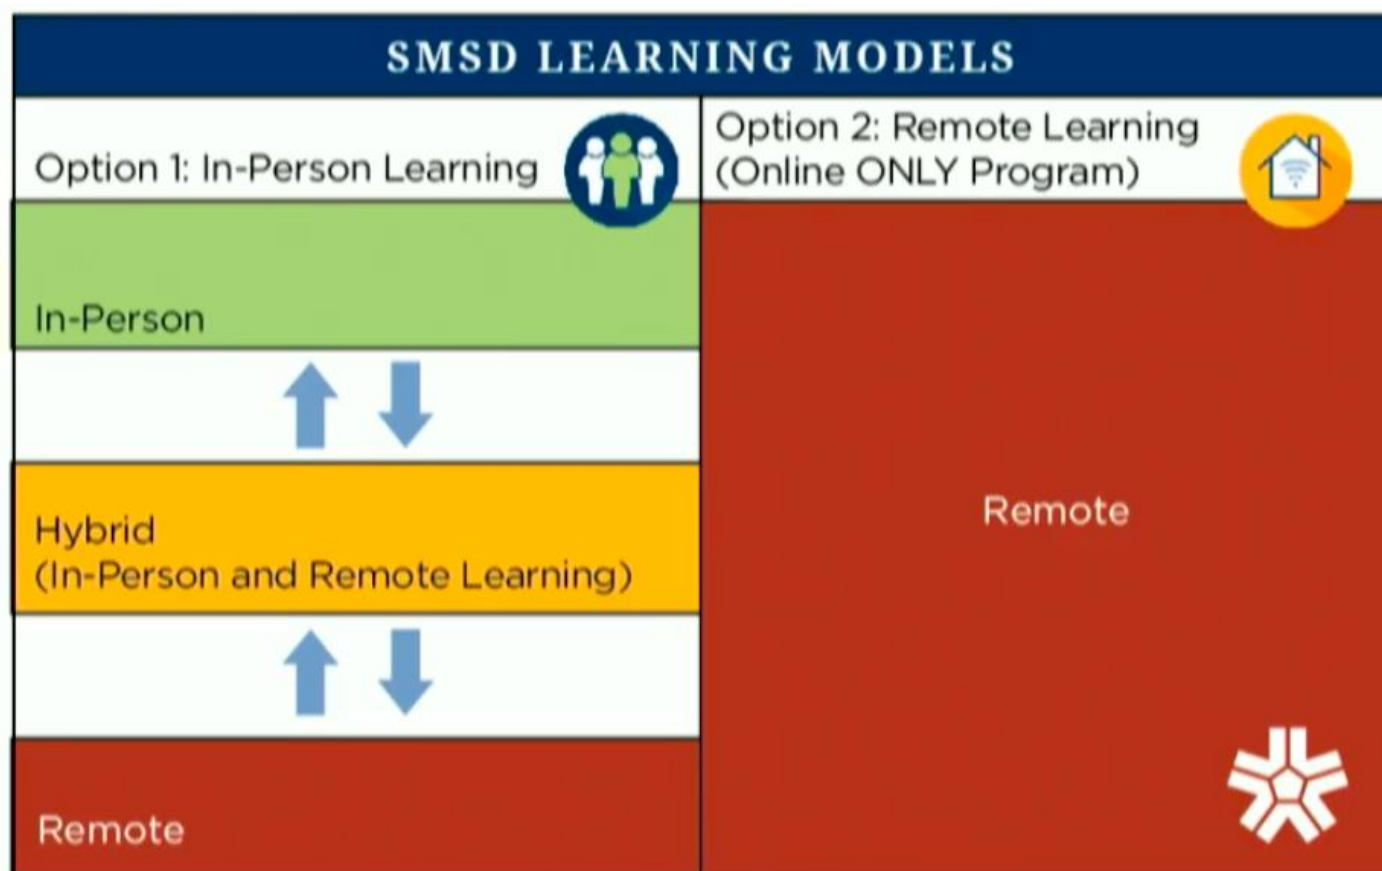 SMSD LEARNING MODELS
Option 1: In-Person Learning
In-Person
Hybrid
(In-Person and Remote Learning)
Remote
Option 2: Remote Learning
(Online ONLY Program)
Remote